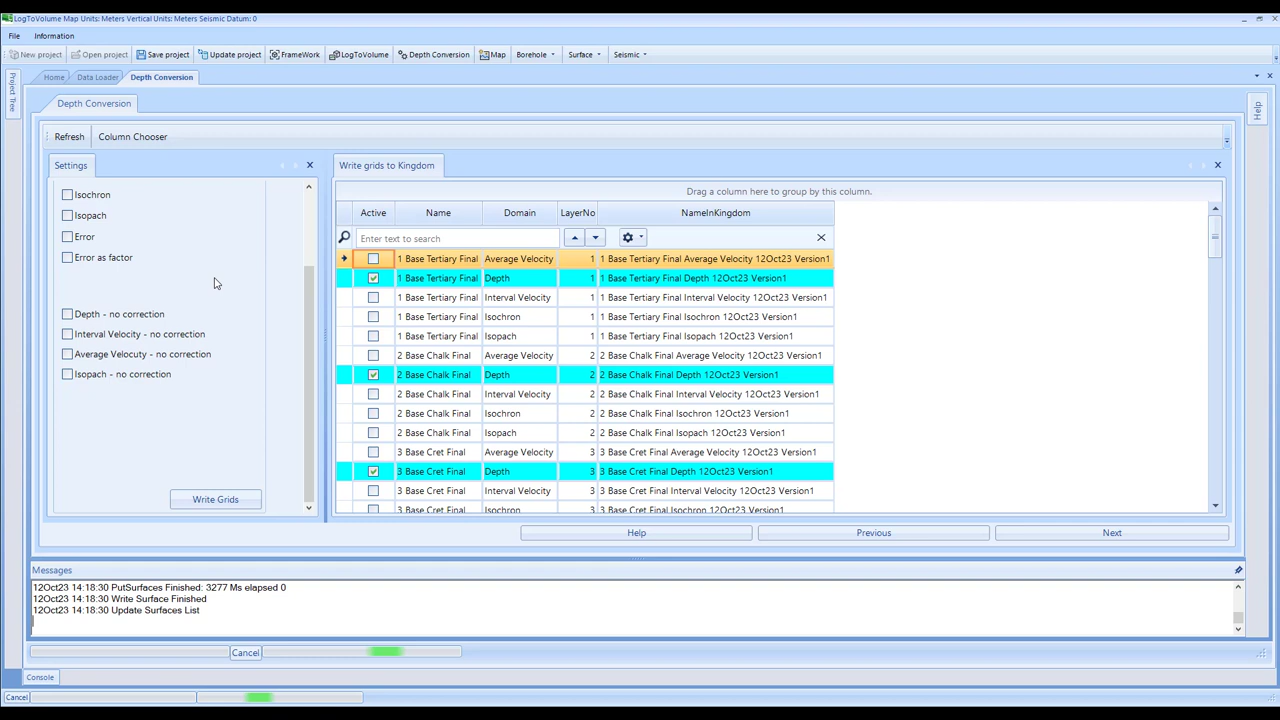 LogToVolume Map Units: Meters Vertical Units: Meters Seismic Datum: 0
File Information
New project Open project Save project Update project FrameWork LogToVolume Depth Conversion Map Borehole Surface Seismic
Project Tree
Home Data Loader Depth Conversion
Depth Conversion
Help
Refresh Column Chooser
Settings
Isochron
Isopach
Error
Error as factor
Depth - no correction
Interval Velocity - no correction
Average Velocuty - no correction
Isopach - no correction
Write Grids
Write grids to Kingdom
Drag a column here to group by this column.
Active Name Domain LayerNo NameInKingdom
Enter text to search
1 Base Tertiary Final Average Velocity 1 1 Base Tertiary Final Average Velocity 12Oct23 Version1
1 Base Tertiary Final Depth 1 1 Base Tertiary Final Depth 12Oct23 Version1
1 Base Tertiary Final Interval Velocity 1 1 Base Tertiary Final Interval Velocity 12Oct23 Version1
1 Base Tertiary Final Isochron 1 1 Base Tertiary Final Isochron 12Oct23 Version1
1 Base Tertiary Final Isopach 1 1 Base Tertiary Final Isopach 12Oct23 Version1
2 Base Chalk Final Average Velocity 2 2 Base Chalk Final Average Velocity 12Oct23 Version1
2 Base Chalk Final Depth 2 2 Base Chalk Final Depth 12Oct23 Version1
2 Base Chalk Final Interval Velocity 2 2 Base Chalk Final Interval Velocity 12Oct23 Version1
2 Base Chalk Final Isochron 2 2 Base Chalk Final Isochron 12Oct23 Version1
2 Base Chalk Final Isopach 2 2 Base Chalk Final Isopach 12Oct23 Version1
3 Base Cret Final Average Velocity 3 3 Base Cret Final Average Velocity 12Oct23 Version1
3 Base Cret Final Depth 3 3 Base Cret Final Depth 12Oct23 Version1
3 Base Cret Final Interval Velocity 3 3 Base Cret Final Interval Velocity 12Oct23 Version1
3 Base Cret Final Isochron 3 3 Base Cret Final Isochron 12Oct23 Version1
Help Previous Next
Messages
12Oct23 14:18:30 PutSurfaces Finished: 3277 Ms elapsed 0
12Oct23 14:18:30 Write Surface Finished
12Oct23 14:18:30 Update Surfaces List
Cancel
Console
Cancel